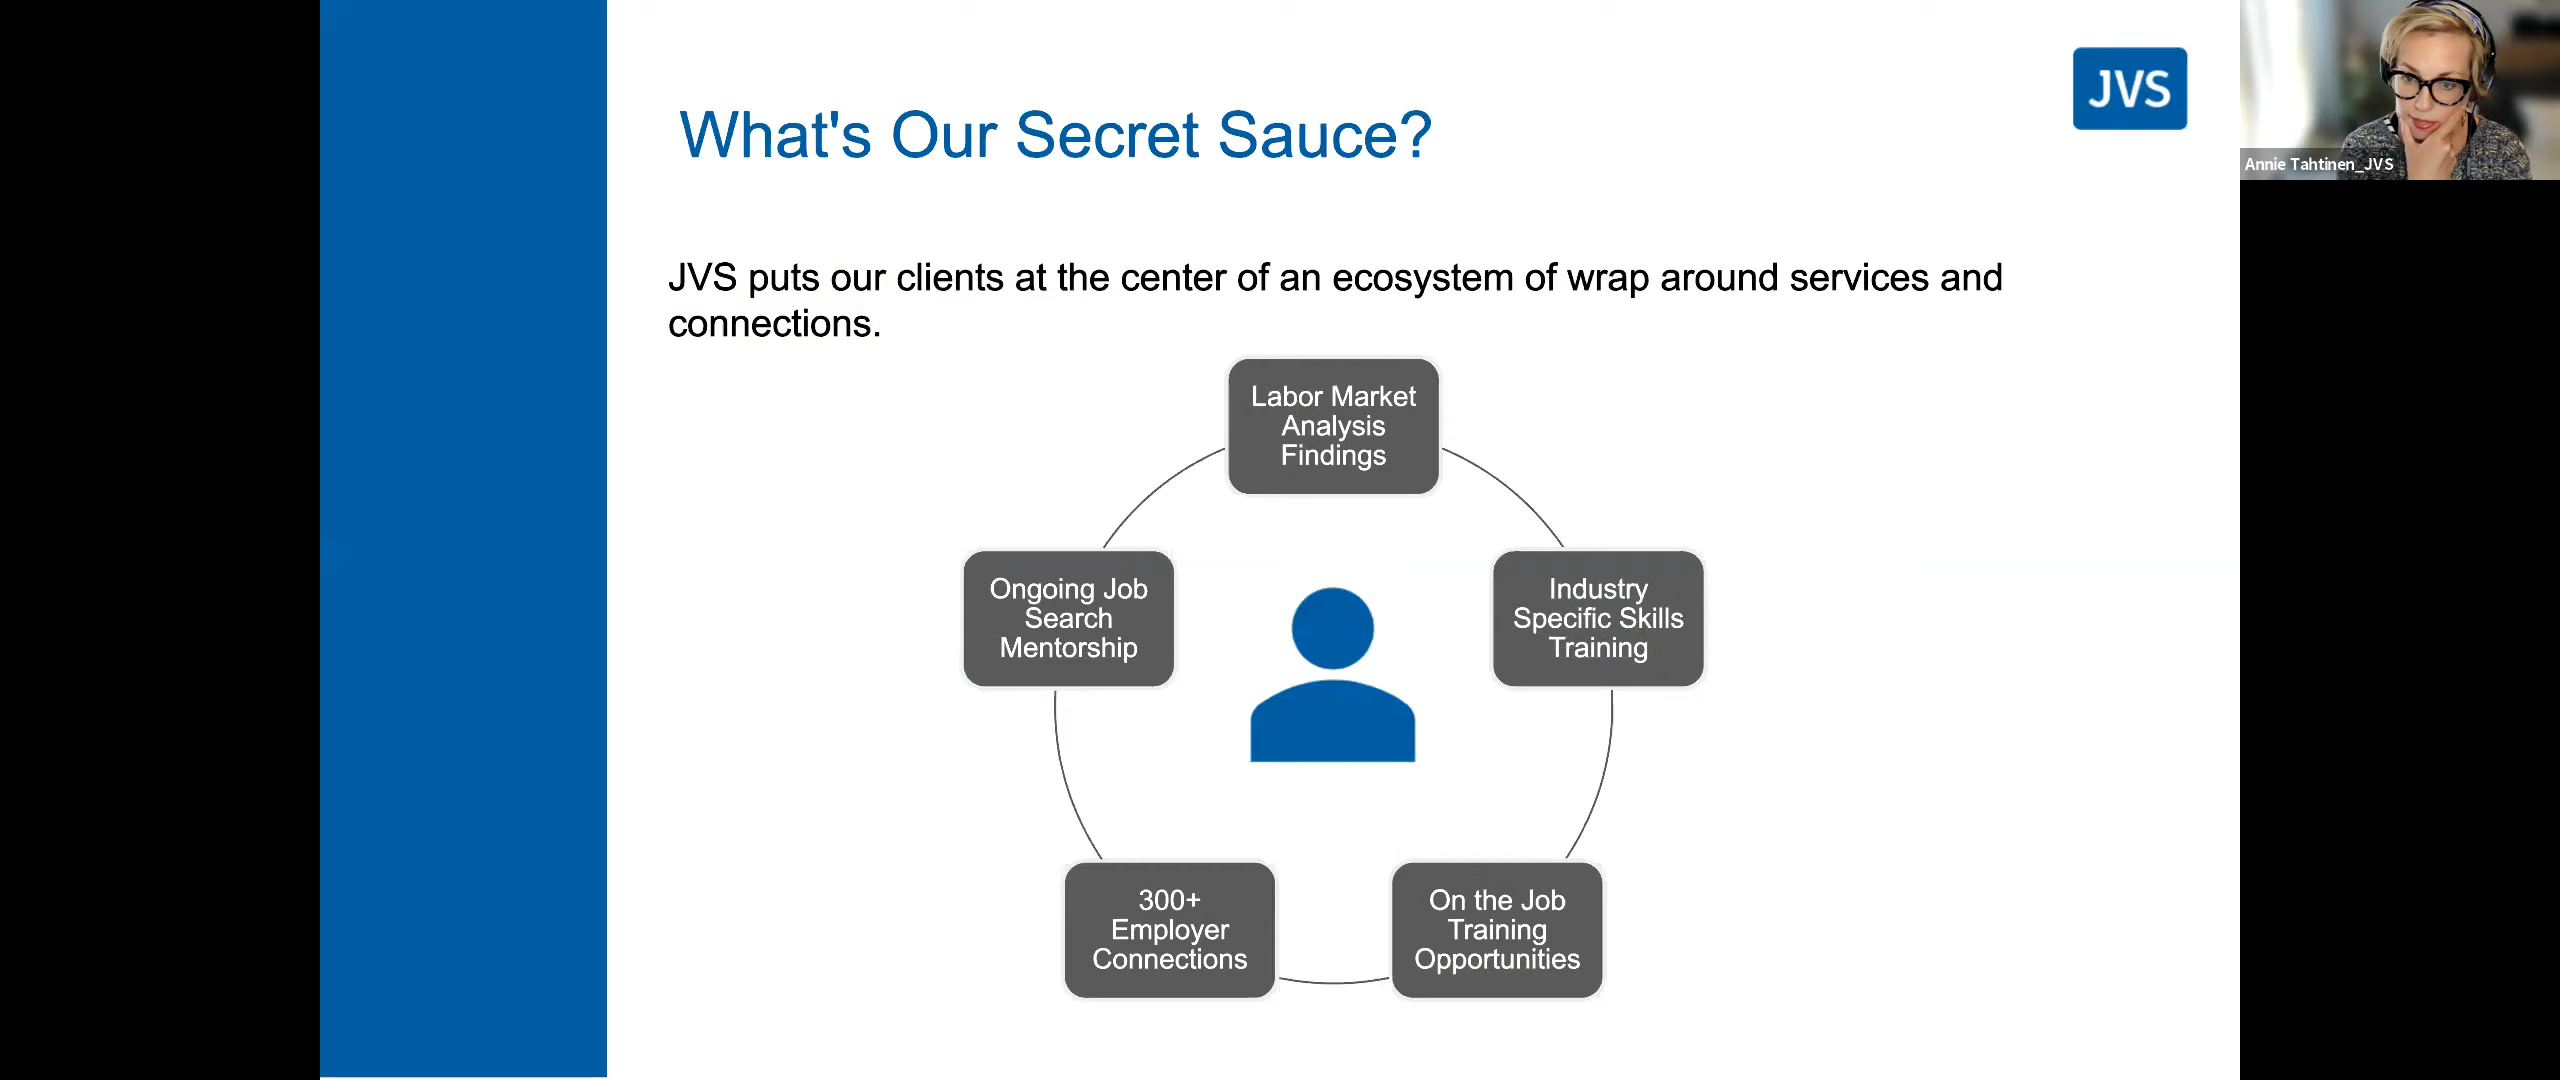 What's Our Secret Sauce?
JVS
Annie Tahtinen_JVS
JVS puts our clients at the center of an ecosystem of wrap around services and
connections.
Labor Market
Analysis
Findings
Ongoing Job
Search
Mentorship
Industry
Specific Skills
Training
300+
Employer
Connections
On the Job
Training
Opportunities